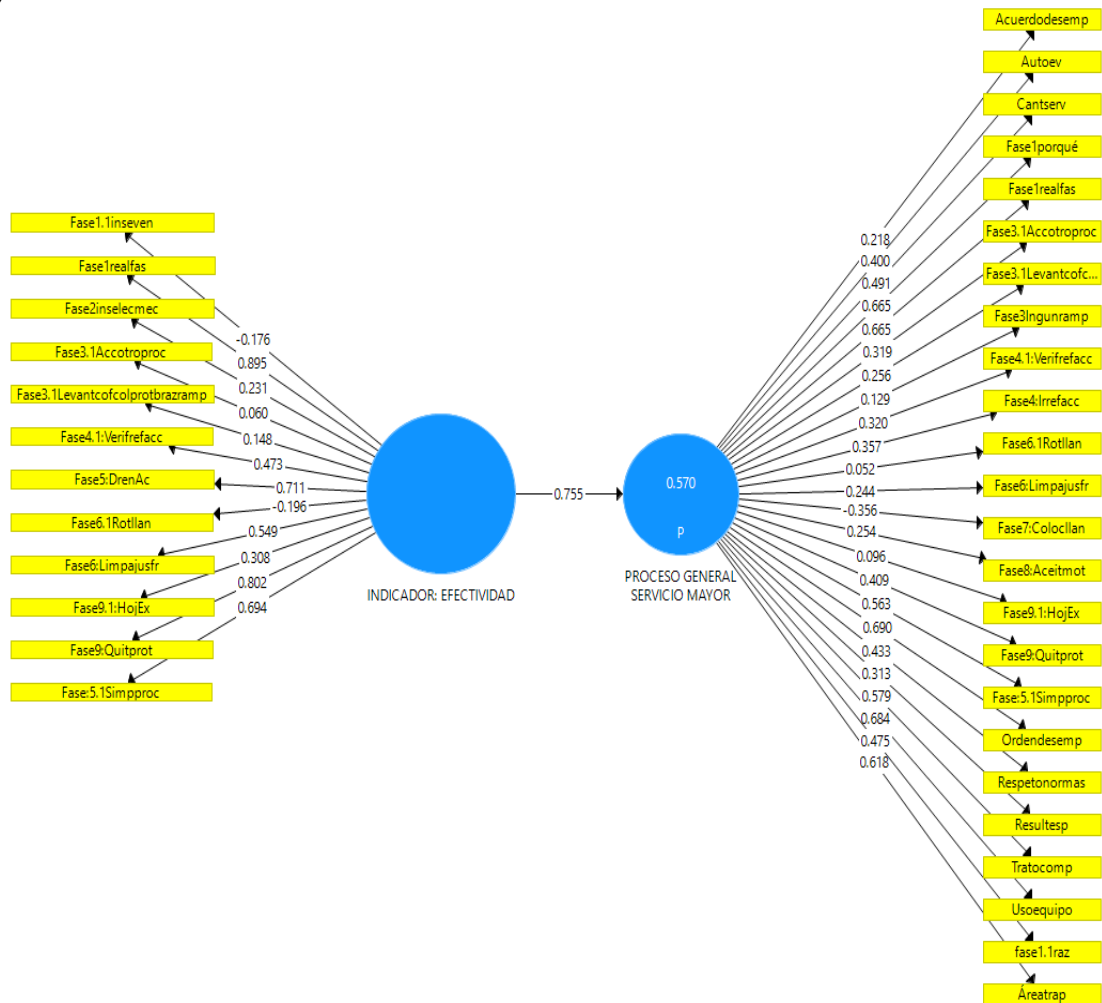 Acuerdodesemp
Autoev
Cantserv
Fase1porqué
Fase1realfas
Fase3.1Accotroproc
Fase3.1Levantcofc...
Fase3Ingunramp
Fase4.1:Verifrefacc
Fase4:Irrefacc
Fase6.1Rotllan
Fase6:Limpajusfr
Fase7:Colocllan
Fase8:Aceitmot
Fase9.1:HojEx
Fase9:Quitprot
Fase:5.1Simpproc
Ordendesemp
Respetonormas
Resultesp
Tratocomp
Usoequipo
fase1.1raz
Áreatrap
0.218
0.400
0.491
0.665
0.665
0.319
0.256
0.129
0.320
0.357
0.052
0.244
-0.356
0.254
0.096
0.409
0.563
0.690
0.433
0.313
0.579
0.684
0.475
0.618
Fase1.1inseven
Fase1realfas
Fase2inselecmec
Fase3.1Accotroproc
Fase3.1Levantcofcolprotbrazramp
Fase4.1:Verifrefacc
Fase5:DrenAc
Fase6.1Rotllan
Fase6:Limpajusfr
Fase9.1:HojEx
Fase9:Quitprot
Fase:5.1Simpproc
-0.176
0.895
0.231
0.060
0.148
0.473
0.711
-0.196
0.549
0.308
0.802
0.694
INDICADOR: EFECTIVIDAD
0.755
0.570
P
PROCESO GENERAL
SERVICIO MAYOR